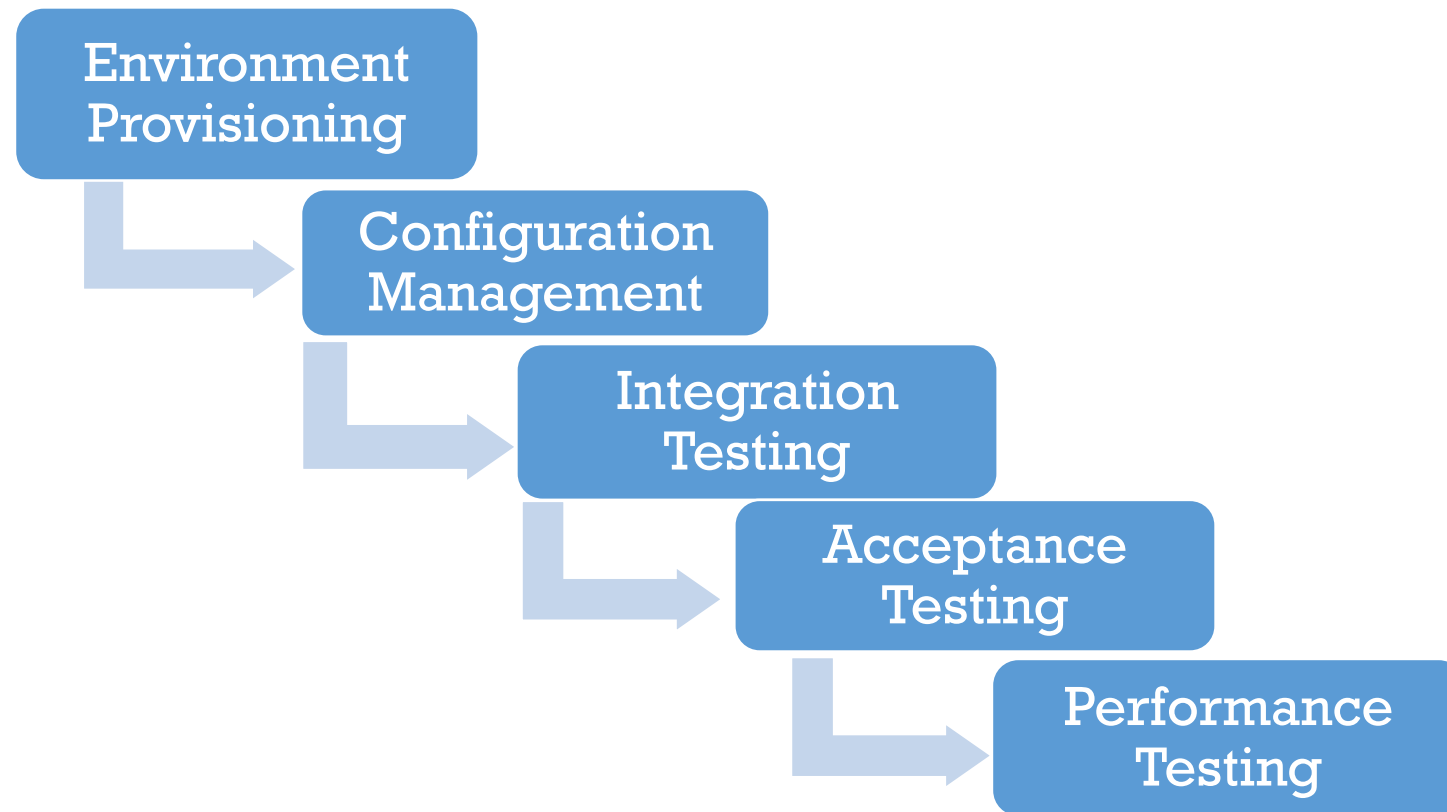 Environment
Provisioning
Configuration
Management
Integration
Testing
Acceptance
Testing
Performance
Testing